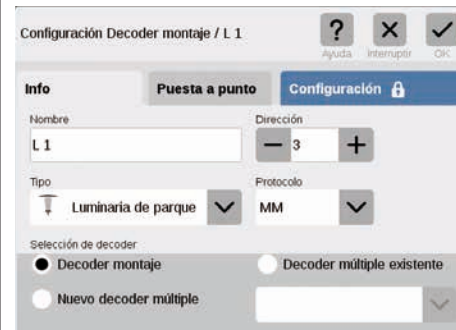 Configuración Decoder montaje / L 1
?
Ayuda
Interruptir
OK
Info
Puesta a punto
Configuración
Nombre
Dirección
L 1
3
Tipo
Protocolo
Luminaria de parque
MM
Selección de decoder
Decoder montaje
Decoder múltiple existente
Nuevo decoder múltiple